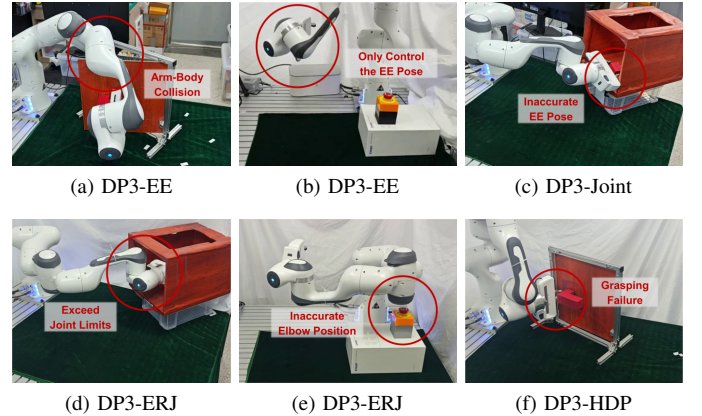 Arm-Body
Collision
Only Control
the EE Pose
Inaccurate
EE Pose
(a) DP3-EE
(b) DP3-EE
(c) DP3-Joint
Exceed
Joint Limits
Inaccurate
Elbow Position
Grasping
Failure
(d) DP3-ERJ
(e) DP3-ERJ
(f) DP3-HDP